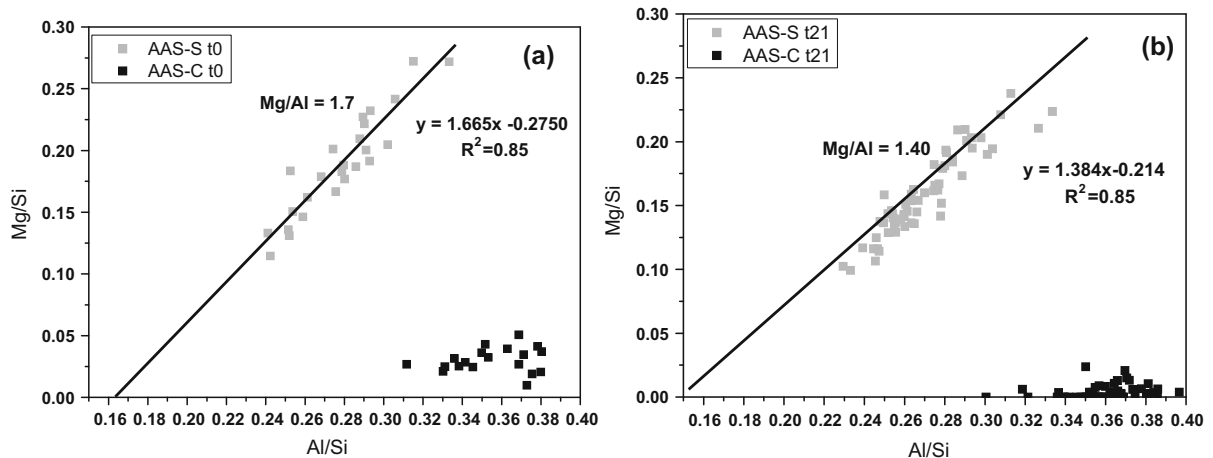 AAS-S t0
AAS-C t0
(a)
Mg/Al = 1.7
y = 1.665x -0.2750
R²=0.85
0.30
0.25
0.20
0.15
0.10
0.05
0.00
Mg/Si
0.16 0.18 0.20 0.22 0.24 0.26 0.28 0.30 0.32 0.34 0.36 0.38 0.40
Al/Si
AAS-S t21
AAS-C t21
(b)
Mg/Al = 1.40
y = 1.384x-0.214
R²=0.85
0.30
0.25
0.20
0.15
0.10
0.05
0.00
Mg/Si
0.16 0.18 0.20 0.22 0.24 0.26 0.28 0.30 0.32 0.34 0.36 0.38 0.40
Al/Si